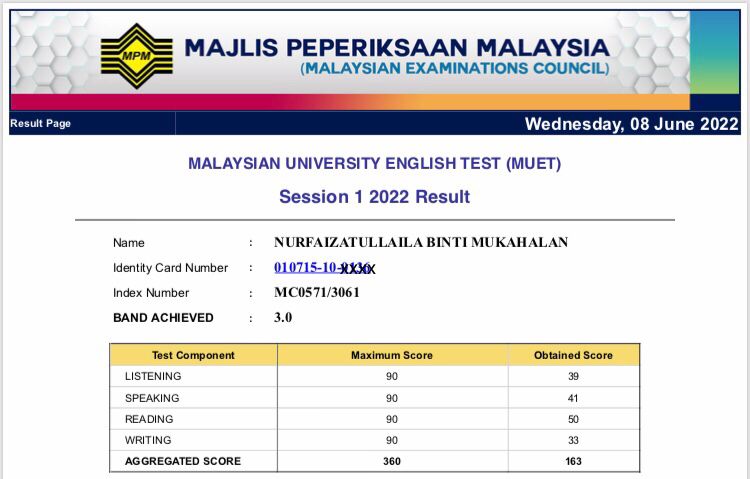 MPM
MAJLIS PEPERIKSAAN MALAYSIA
(MALAYSIAN EXAMINATIONS COUNCIL)
Result Page Wednesday, 08 June 2022
MALAYSIAN UNIVERSITY ENGLISH TEST (MUET)
Session 1 2022 Result
Name : NURFAIZATULLAILA BINTI MUKAHALAN
Identity Card Number : 010715-10-XXXX
Index Number : MC0571/3061
BAND ACHIEVED : 3.0
Test Component Maximum Score Obtained Score
LISTENING 90 39
SPEAKING 90 41
READING 90 50
WRITING 90 33
AGGREGATED SCORE 360 163